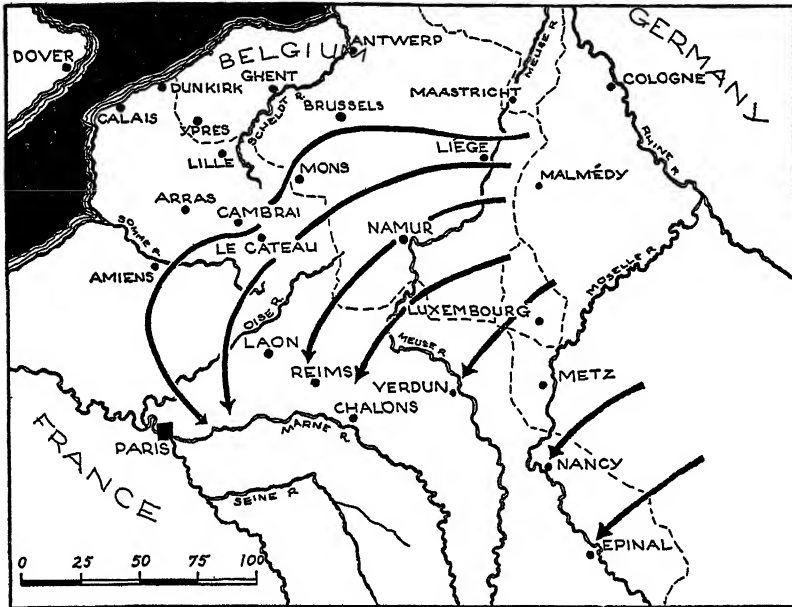 DOVER
BELGIUM
ANTWERP
MEUSE R
GERMANY
DUNKIRK
GHENT
COLOGNE
CALAIS
YPRES
SCHELDT R.
BRUSSELS
MAASTRICHT
RHINE R
LILLE
MONS
LIEGE
MALMÉDY
ARRAS
CAMBRAI
NAMUR
SOMME R
LE CATEAU
AMIENS
MOSELLE R
OISE R
LUXEMBOURG
LAON
MEUSE R
REIMS
VERDUN
METZ
CHALONS
PARIS
MARNE R
FRANCE
NANCY
SEINE R
EPINAL
0 25 50 75 100